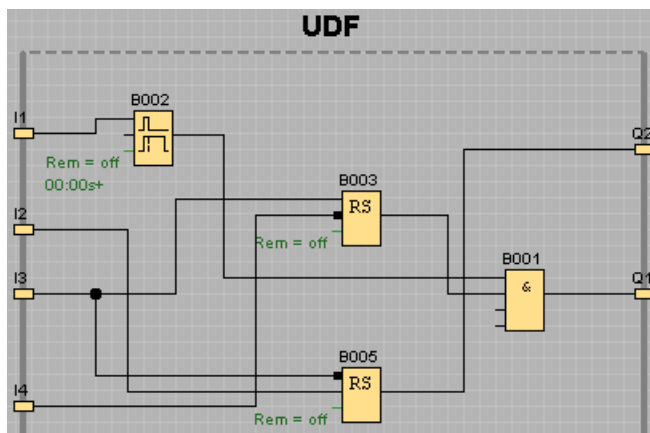 UDF
B002
I1
Q2
Rem = off
00:00s+
B003
RS
I2
Rem = off
B001
&
I3
Q1
B005
RS
I4
Rem = off